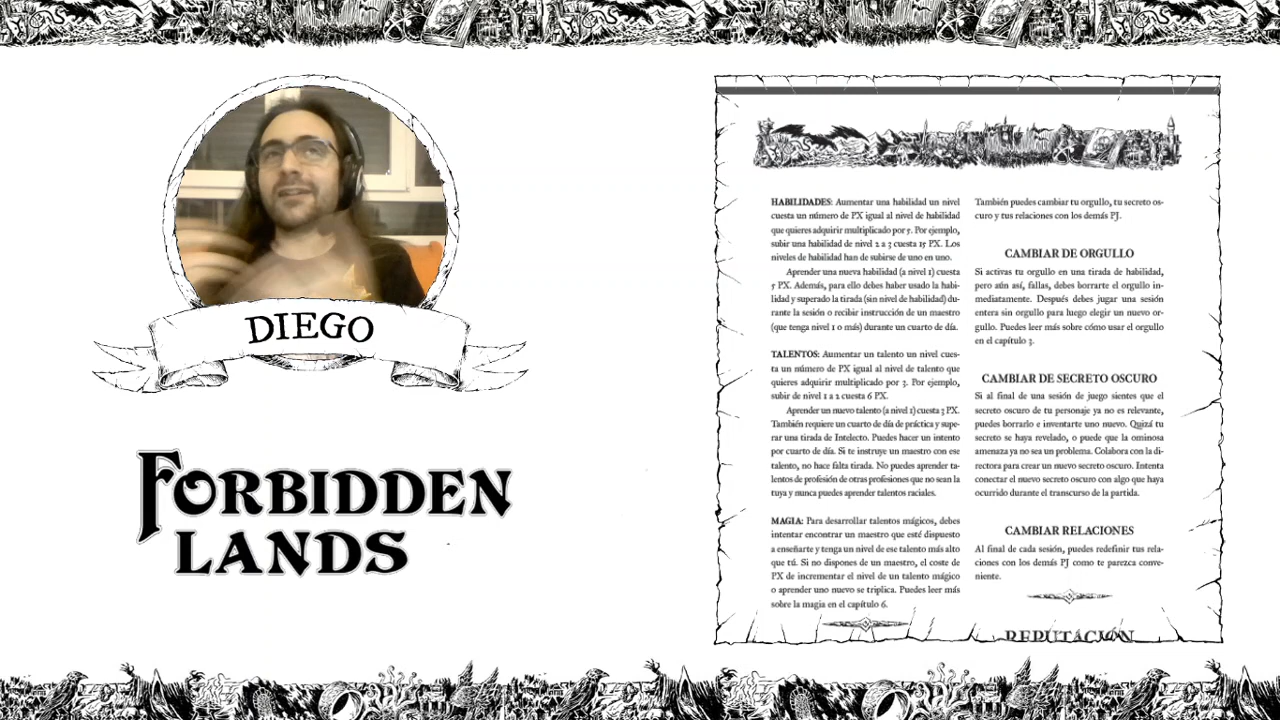 DIEGO
FORBIDDEN
LANDS
HABILIDADES: Aumentar una habilidad un nivel
cuesta un número de PX igual al nivel de habilidad
que quieres adquirir multiplicado por 5. Por ejemplo,
subir una habilidad de nivel 2 a 3 cuesta 15 PX. Los
niveles de habilidad han de subirse de uno en uno.
Aprender una nueva habilidad (a nivel 1) cuesta
5 PX. Además, para ello debes haber usado la habi-
lidad y superado la tirada (sin nivel de habilidad) du-
rante la sesión o recibir instrucción de un maestro
(que tenga nivel 1 o más) durante un cuarto de día.
TALENTOS: Aumentar un talento un nivel cues-
ta un número de PX igual al nivel de talento que
quieres adquirir multiplicado por 3. Por ejemplo,
subir de nivel 1 a 2 cuesta 6 PX.
Aprender un nuevo talento (a nivel 1) cuesta 3 PX.
También requiere un cuarto de día de práctica y supe-
rar una tirada de Intelecto. Puedes hacer un intento
por cuarto de día. Si te instruye un maestro con ese
talento, no hace falta tirada. No puedes aprender ta-
lentos de profesión de otras profesiones que no sean la
tuya y nunca puedes aprender talentos raciales.
MAGIA: Para desarrollar talentos mágicos, debes
intentar encontrar un maestro que esté dispuesto
a enseñarte y tenga un nivel de ese talento más alto
que tú. Si no dispones de un maestro, el coste de
PX de incrementar el nivel de un talento mágico
o aprender uno nuevo se triplica. Puedes leer más
sobre la magia en el capítulo 6.
También puedes cambiar tu orgullo, tu secreto os-
curo y tus relaciones con los demás PJ.
CAMBIAR DE ORGULLO
Si activas tu orgullo en una tirada de habilidad,
pero aún así, fallas, debes borrarte el orgullo in-
mediatamente. Después debes jugar una sesión
entera sin orgullo para luego elegir un nuevo or-
gullo. Puedes leer más sobre cómo usar el orgullo
en el capítulo 3.
CAMBIAR DE SECRETO OSCURO
Si al final de una sesión de juego sientes que el
secreto oscuro de tu personaje ya no es relevante,
puedes borrarlo e inventarte uno nuevo. Quizá tu
secreto se haya revelado, o puede que la ominosa
amenaza ya no sea un problema. Colabora con la di-
rectora para crear un nuevo secreto oscuro. Intenta
conectar el nuevo secreto oscuro con algo que haya
ocurrido durante el transcurso de la partida.
CAMBIAR RELACIONES
Al final de cada sesión, puedes redefinir tus rela-
ciones con los demás PJ como te parezca conve-
niente.
REPUTACIÓN